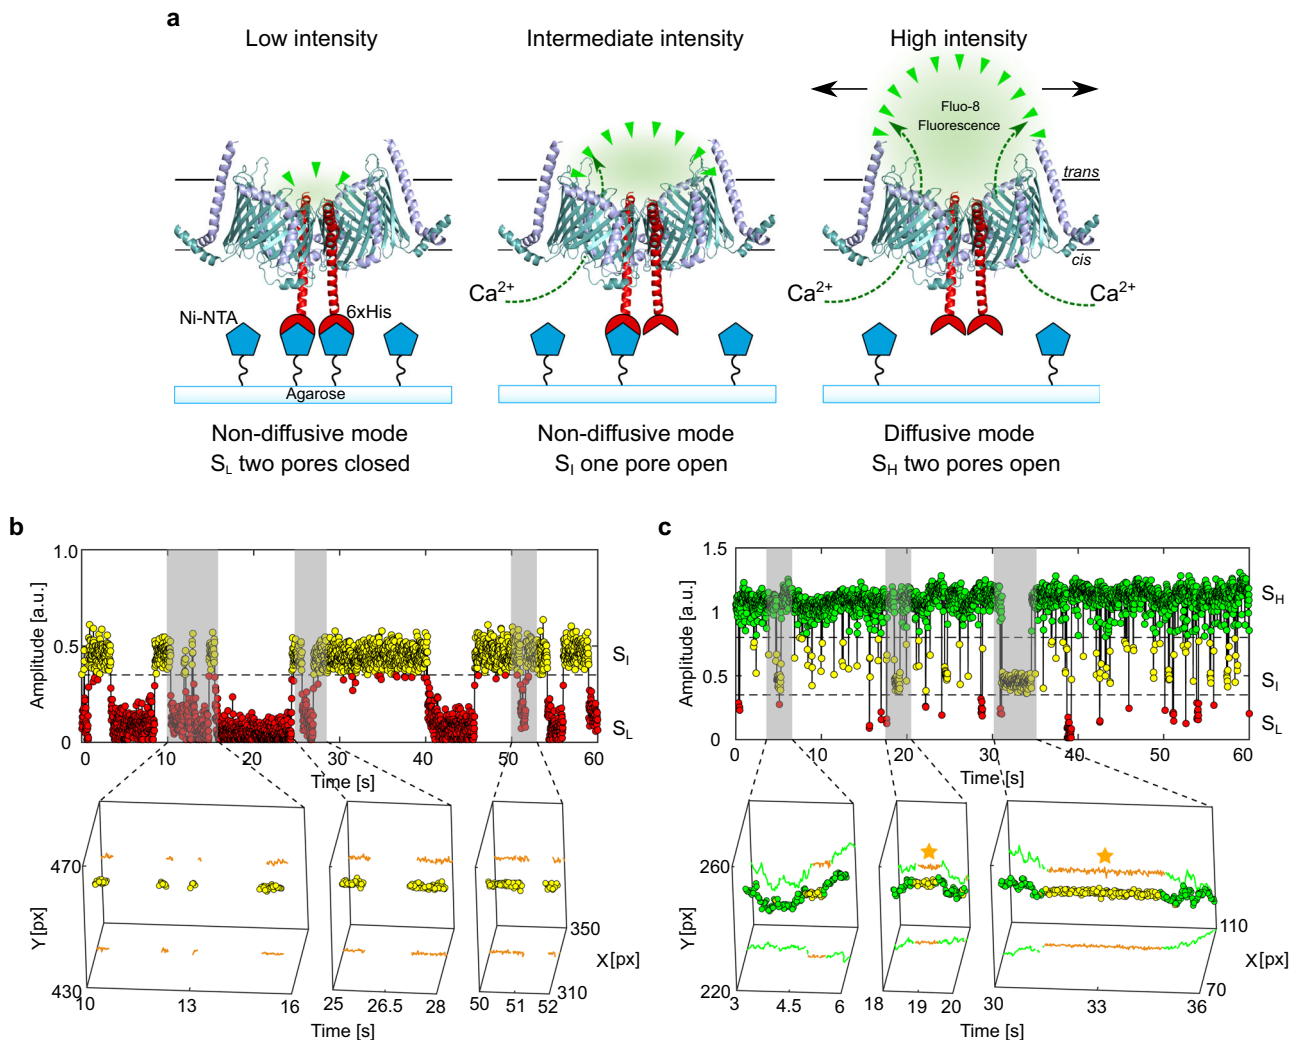 a
Low intensity
Intermediate intensity
High intensity
Fluo-8
Fluorescence
trans
cis
Ca2+
Ca2+
Ca2+
Ni-NTA
6xHis
Agarose
Non-diffusive mode
SL two pores closed
Non-diffusive mode
SI one pore open
Diffusive mode
SH two pores open
b
Amplitude [a.u.]
1.0
0.5
0
SI
SL
0 10 20 30 40 50 60
Time [s]
Y[px]
470
430
10 13 16
25 26.5 28
50 51 52
350
310
X[px]
Time [s]
c
Amplitude [a.u.]
1.5
1
0.5
0
SH
SI
SL
0 10 20 30 40 50 60
Time [s]
Y[px]
260
220
3 4.5 6
18 19 20
30 33 36
110
70
X[px]
Time [s]